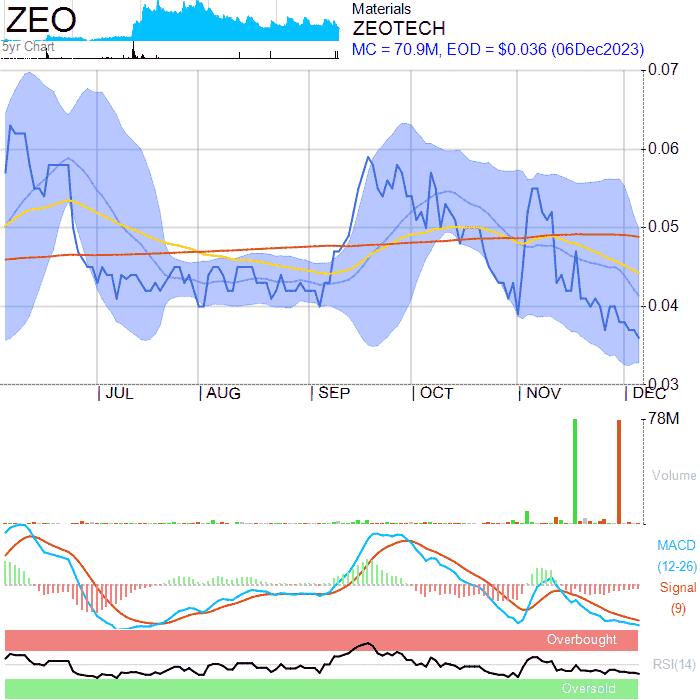 ZEO
5yr Chart
Materials
ZEOTECH
MC = 70.9M, EOD = $0.036 (06Dec2023)
0.07
0.06
0.05
0.04
0.03
JUL AUG SEP OCT NOV DEC
78M
Volume
MACD
(12-26)
Signal
(9)
Overbought
RSI(14)
Oversold